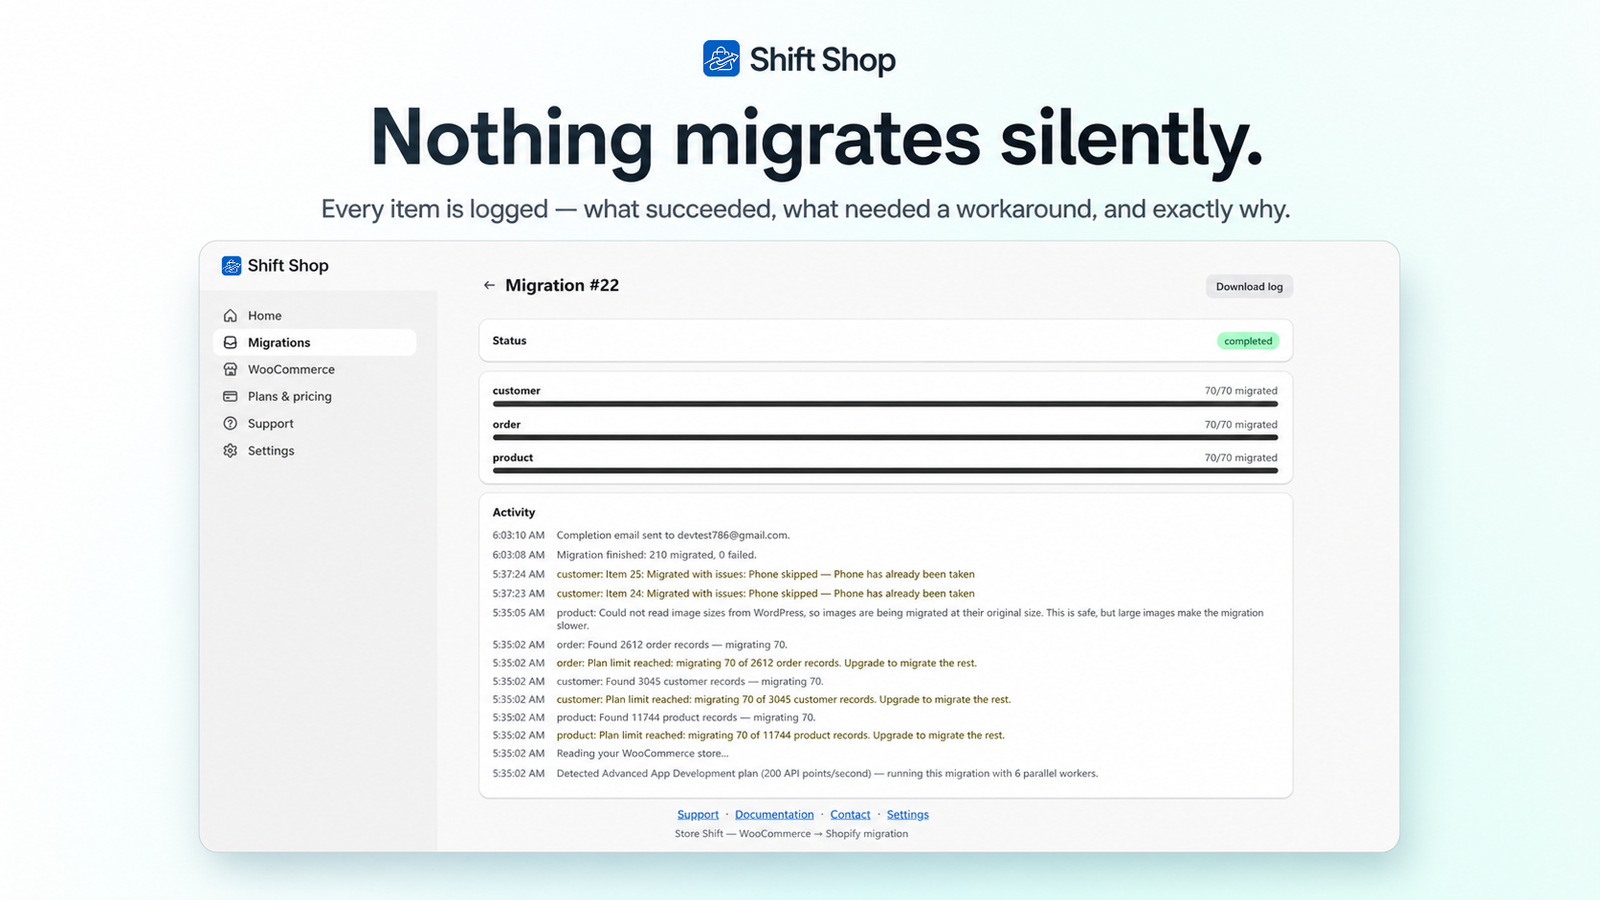 Shift Shop
Nothing migrates silently.
Every item is logged — what succeeded, what needed a workaround, and exactly why.
Shift Shop
Home
Migrations
WooCommerce
Plans & pricing
Support
Settings
← Migration #22
Download log
Status
completed
customer
70/70 migrated
order
70/70 migrated
product
70/70 migrated
Activity
6:03:10 AM Completion email sent to devtest786@gmail.com.
6:03:08 AM Migration finished: 210 migrated, 0 failed.
5:37:24 AM customer: Item 25: Migrated with issues: Phone skipped — Phone has already been taken
5:37:23 AM customer: Item 24: Migrated with issues: Phone skipped — Phone has already been taken
5:35:05 AM product: Could not read image sizes from WordPress, so images are being migrated at their original size. This is safe, but large images make the migration
slower.
5:35:02 AM order: Found 2612 order records — migrating 70.
5:35:02 AM order: Plan limit reached: migrating 70 of 2612 order records. Upgrade to migrate the rest.
5:35:02 AM customer: Found 3045 customer records — migrating 70.
5:35:02 AM customer: Plan limit reached: migrating 70 of 3045 customer records. Upgrade to migrate the rest.
5:35:02 AM product: Found 11744 product records — migrating 70.
5:35:02 AM product: Plan limit reached: migrating 70 of 11744 product records. Upgrade to migrate the rest.
5:35:02 AM Reading your WooCommerce store...
5:35:02 AM Detected Advanced App Development plan (200 API points/second) — running this migration with 6 parallel workers.
Support · Documentation · Contact · Settings
Store Shift — WooCommerce → Shopify migration